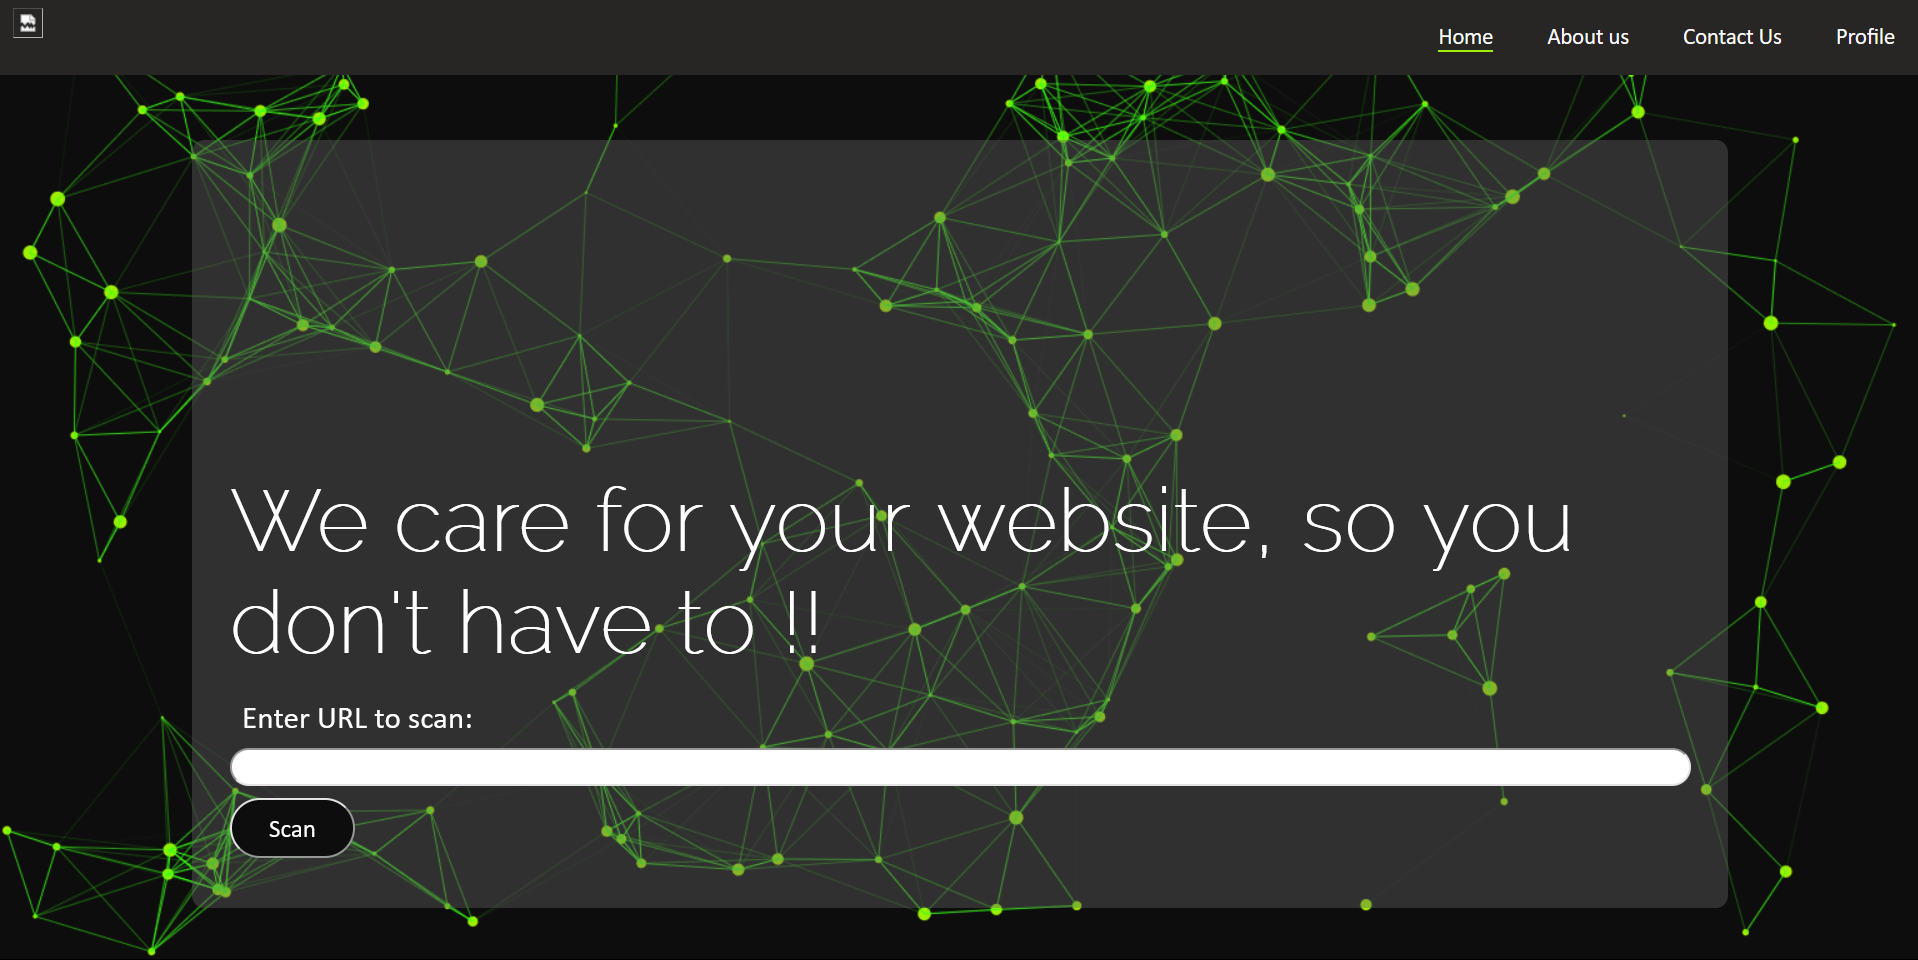 Home About us Contact Us Profile
We care for your website, so you
don't have to !!
Enter URL to scan:
Scan